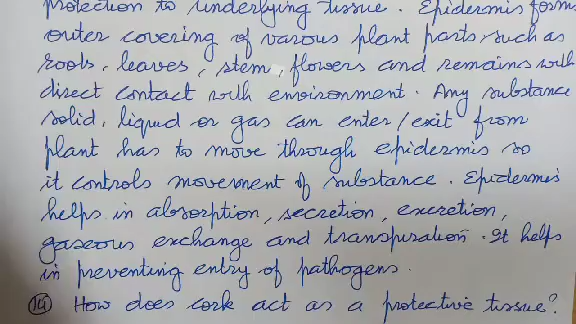 protection to underlying tissue. Epidermis forms
outer covering of varous plant parts such as
roots, leaves, stem, flowers and remains with
direct contact with environment. Any substance
solid, liquid or gas can enter/exit from
plant has to move through epidermis so
it controls movement of substance. Epidermis
helps in absorption, secretion, excretion,
gaseous exchange and transpiration. It helps
in preventing entry of pathogens.
(14) How does cork act as a protective tissue?